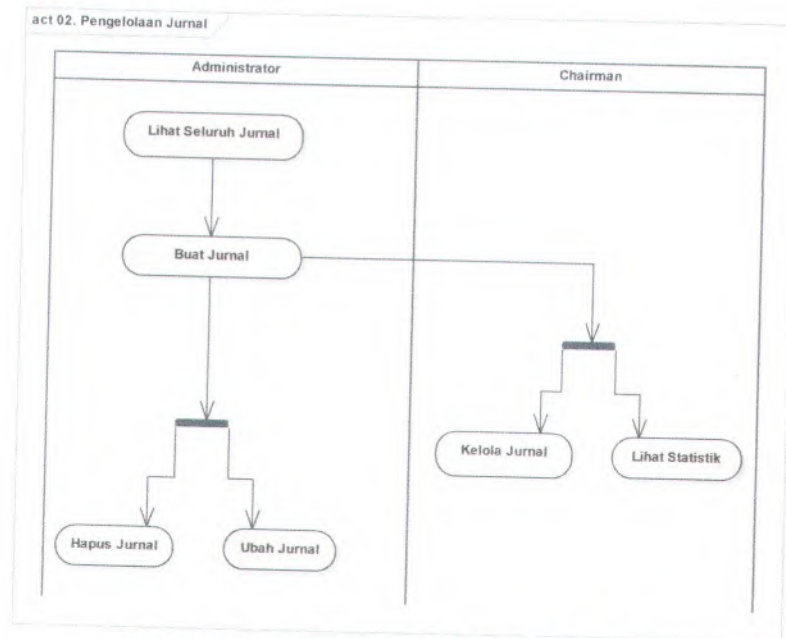 act 02. Pengelolaan Jurnal
Administrator
Chairman
Lihat Seluruh Jurnal
Buat Jurnal
Kelola Jurnal
Lihat Statistik
Hapus Jurnal
Ubah Jurnal